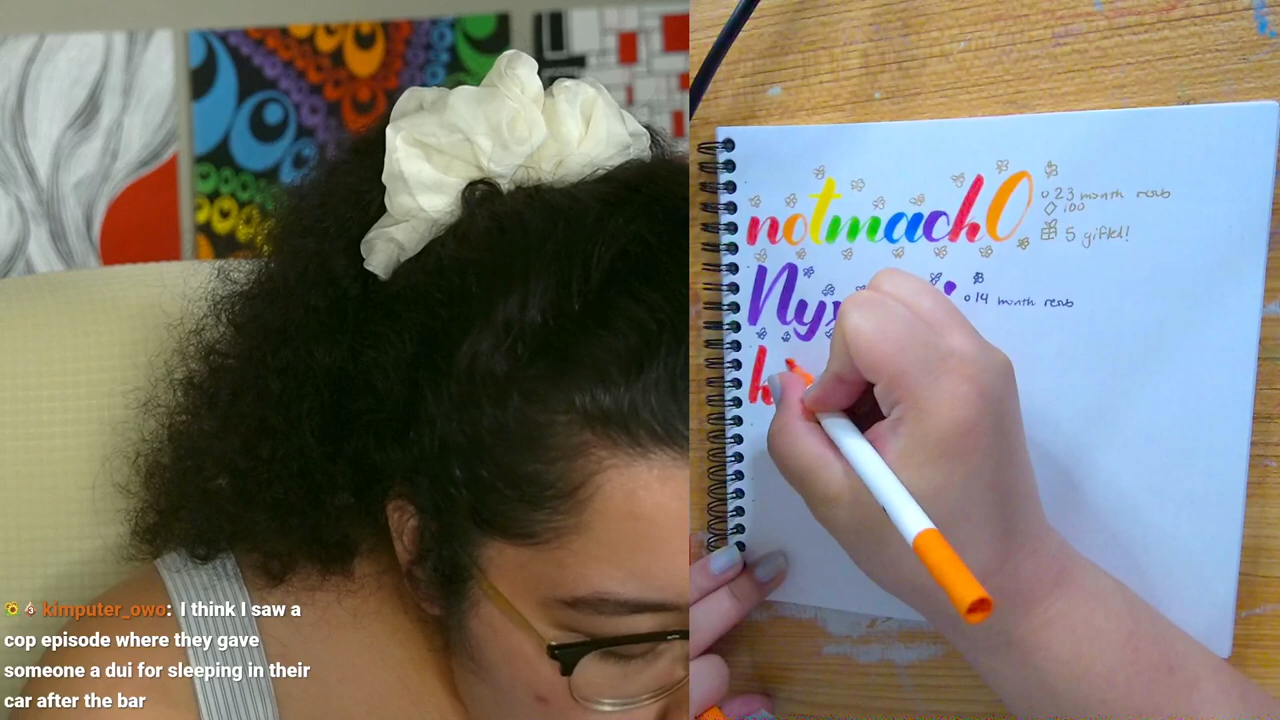 notmachO
23 month resub
100
5 gifted!
14 month resub
kimputer_owo: I think I saw a
cop episode where they gave
someone a dui for sleeping in their
car after the bar